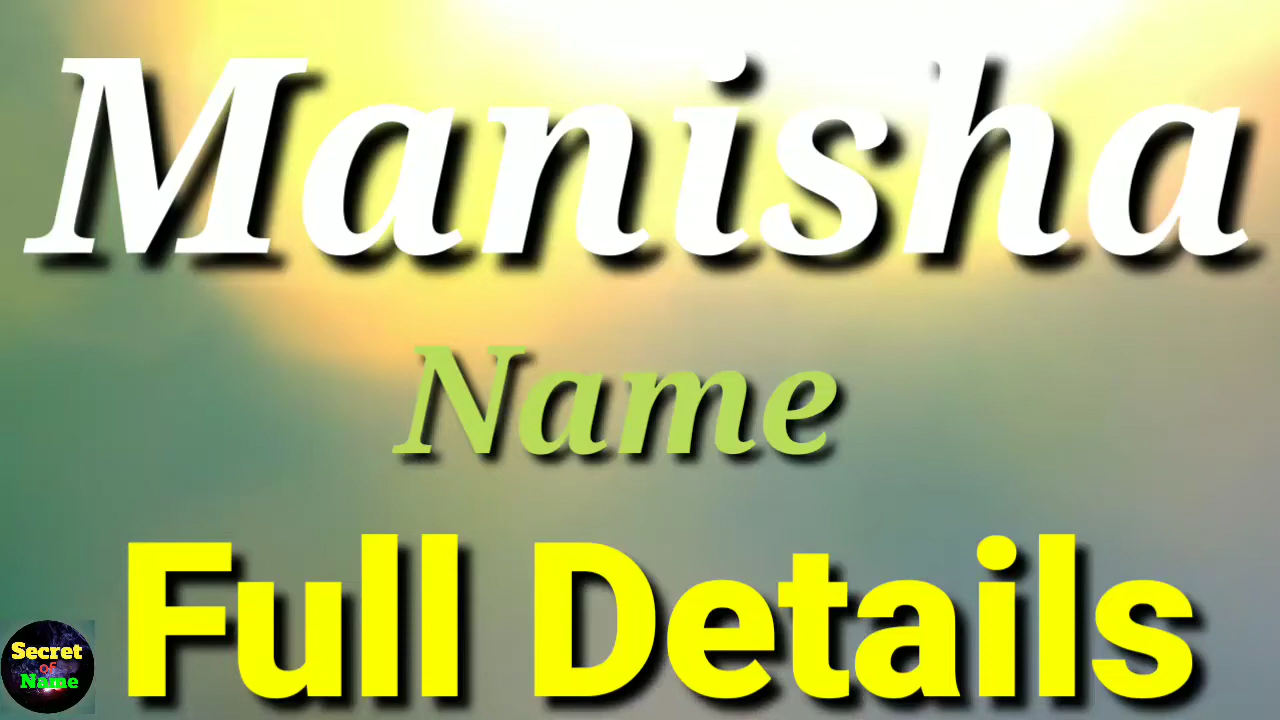 Manisha
Name
Full Details
Secret
of
Name